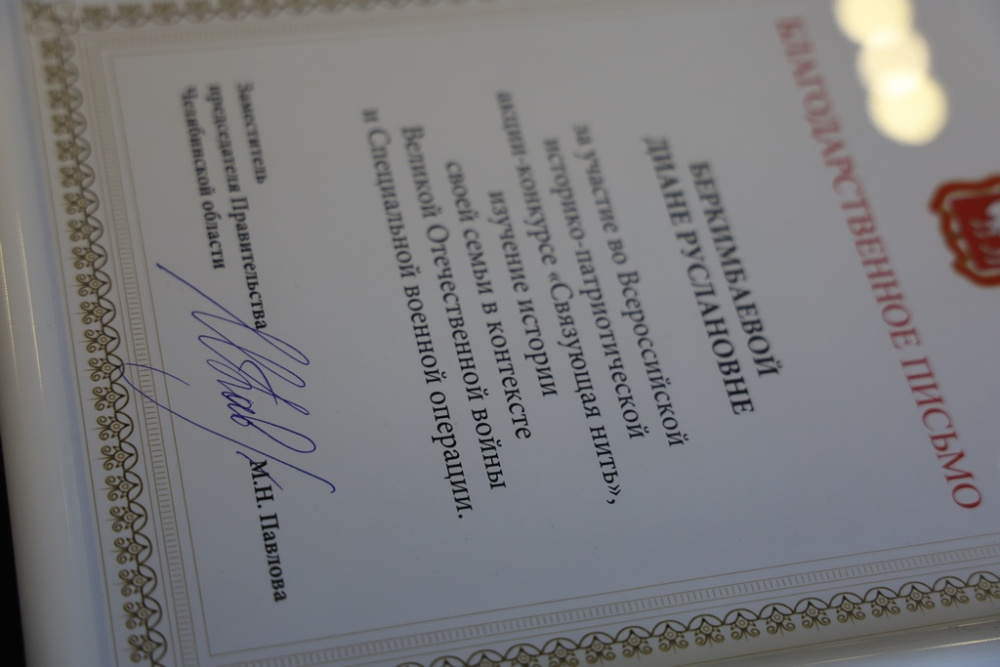 БЛАГОДАРСТВЕННОЕ ПИСЬМО
БЕРКИМБАЕВОЙ
ДИАНЕ РУСЛАНОВНЕ
за участие во Всероссийской
историко-патриотической
акции-конкурсе «Связующая нить»,
изучение истории
своей семьи в контексте
Великой Отечественной войны
и Специальной военной операции.
Заместитель
председателя Правительства
Челябинской области
М.Н. Павлова